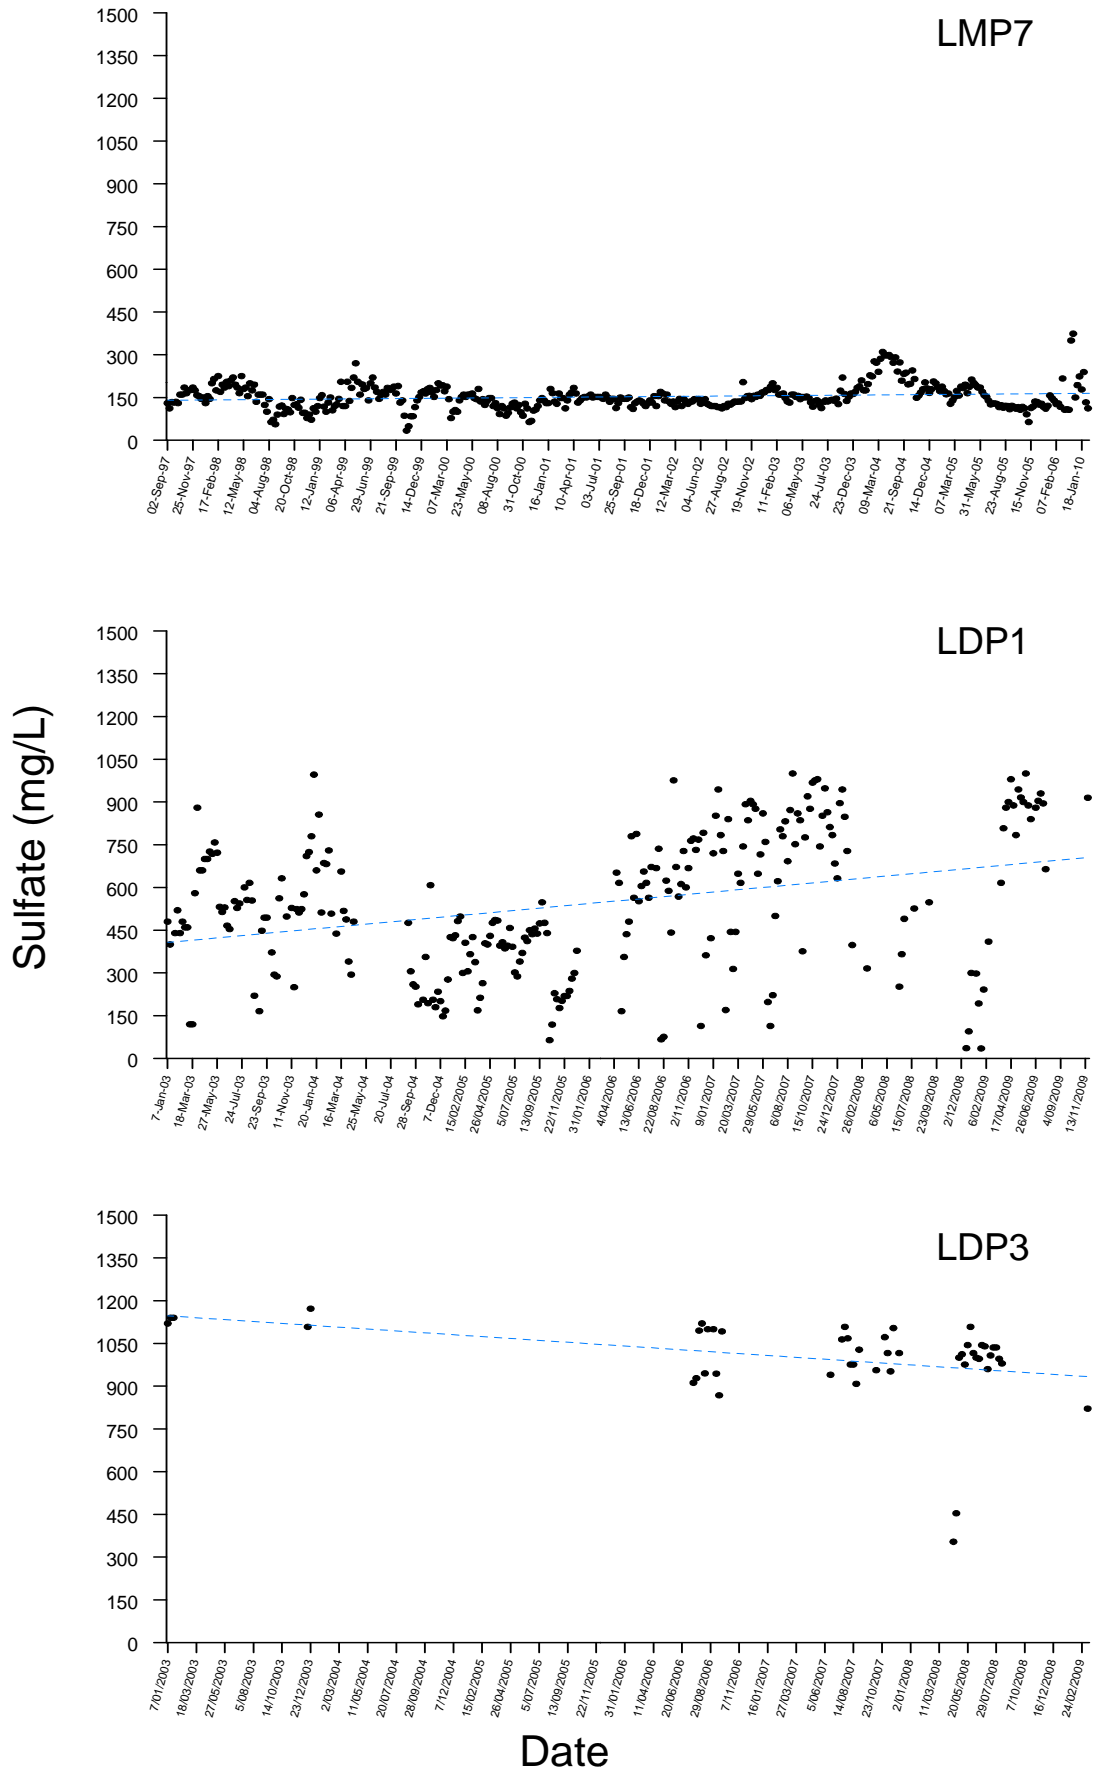 LMP7
1500
1350
1200
1050
900
750
600
450
300
150
0
02-Sep-97
25-Nov-97
17-Feb-98
12-May-98
04-Aug-98
20-Oct-98
12-Jan-99
06-Apr-99
29-Jun-99
21-Sep-99
14-Dec-99
07-Mar-00
23-May-00
08-Aug-00
31-Oct-00
16-Jan-01
10-Apr-01
03-Jul-01
25-Sep-01
18-Dec-01
12-Mar-02
04-Jun-02
27-Aug-02
19-Nov-02
11-Feb-03
06-May-03
24-Jul-03
23-Dec-03
09-Mar-04
21-Sep-04
14-Dec-04
07-Mar-05
31-May-05
23-Aug-05
15-Nov-05
07-Feb-06
18-Jan-10
LDP1
1500
1350
1200
1050
900
750
600
450
300
150
0
7-Jan-03
18-Mar-03
27-May-03
24-Jul-03
23-Sep-03
11-Nov-03
20-Jan-04
16-Mar-04
25-May-04
20-Jul-04
28-Sep-04
7-Dec-04
15/02/2005
26/04/2005
5/07/2005
13/09/2005
22/11/2005
31/01/2006
4/04/2006
13/06/2006
22/08/2006
2/11/2006
9/01/2007
20/03/2007
29/05/2007
6/08/2007
15/10/2007
24/12/2007
26/02/2008
6/05/2008
15/07/2008
23/09/2008
2/12/2008
6/02/2009
17/04/2009
26/06/2009
4/09/2009
13/11/2009
Sulfate (mg/L)
LDP3
1500
1350
1200
1050
900
750
600
450
300
150
0
7/01/2003
18/03/2003
27/05/2003
5/08/2003
14/10/2003
23/12/2003
2/03/2004
11/05/2004
20/07/2004
28/09/2004
7/12/2004
15/02/2005
26/04/2005
5/07/2005
13/09/2005
22/11/2005
31/01/2006
11/04/2006
20/06/2006
29/08/2006
7/11/2006
16/01/2007
27/03/2007
5/06/2007
14/08/2007
23/10/2007
2/01/2008
11/03/2008
20/05/2008
29/07/2008
7/10/2008
16/12/2008
24/02/2009
Date